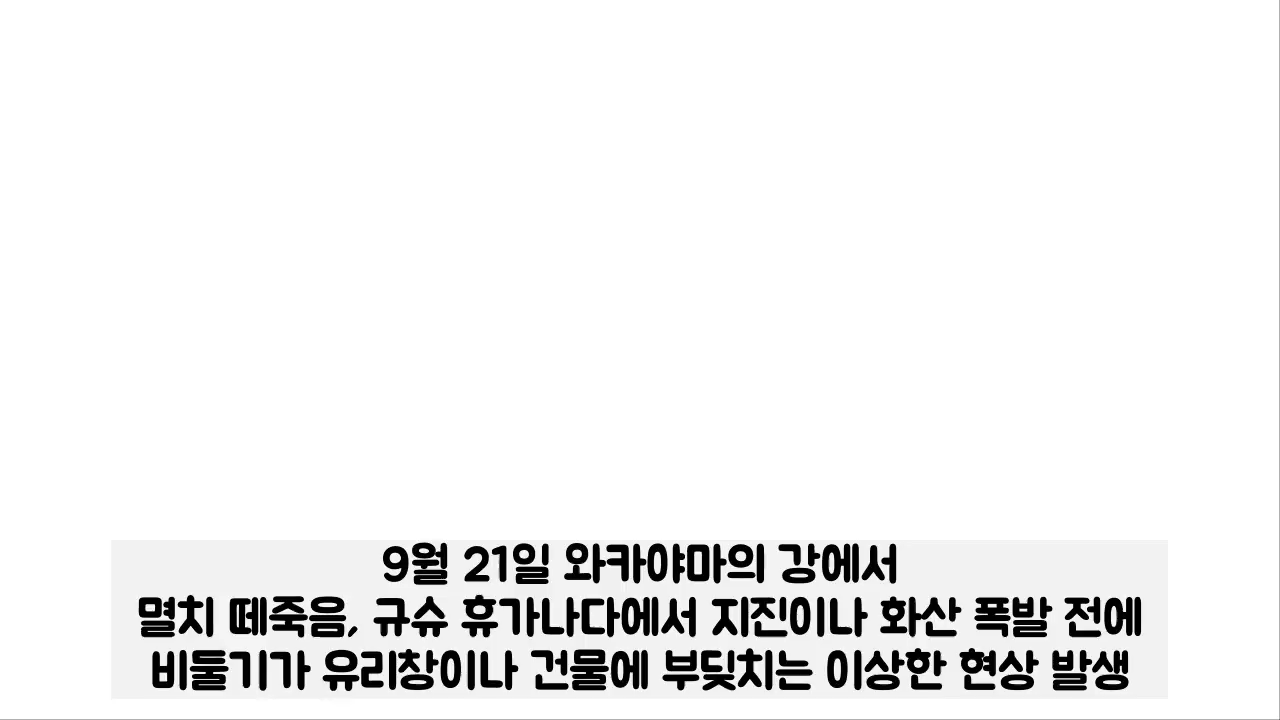 9월 21일 와카야마의 강에서
멸치 떼죽음, 규슈 휴가나다에서 지진이나 화산 폭발 전에
비둘기가 유리창이나 건물에 부딪치는 이상한 현상 발생